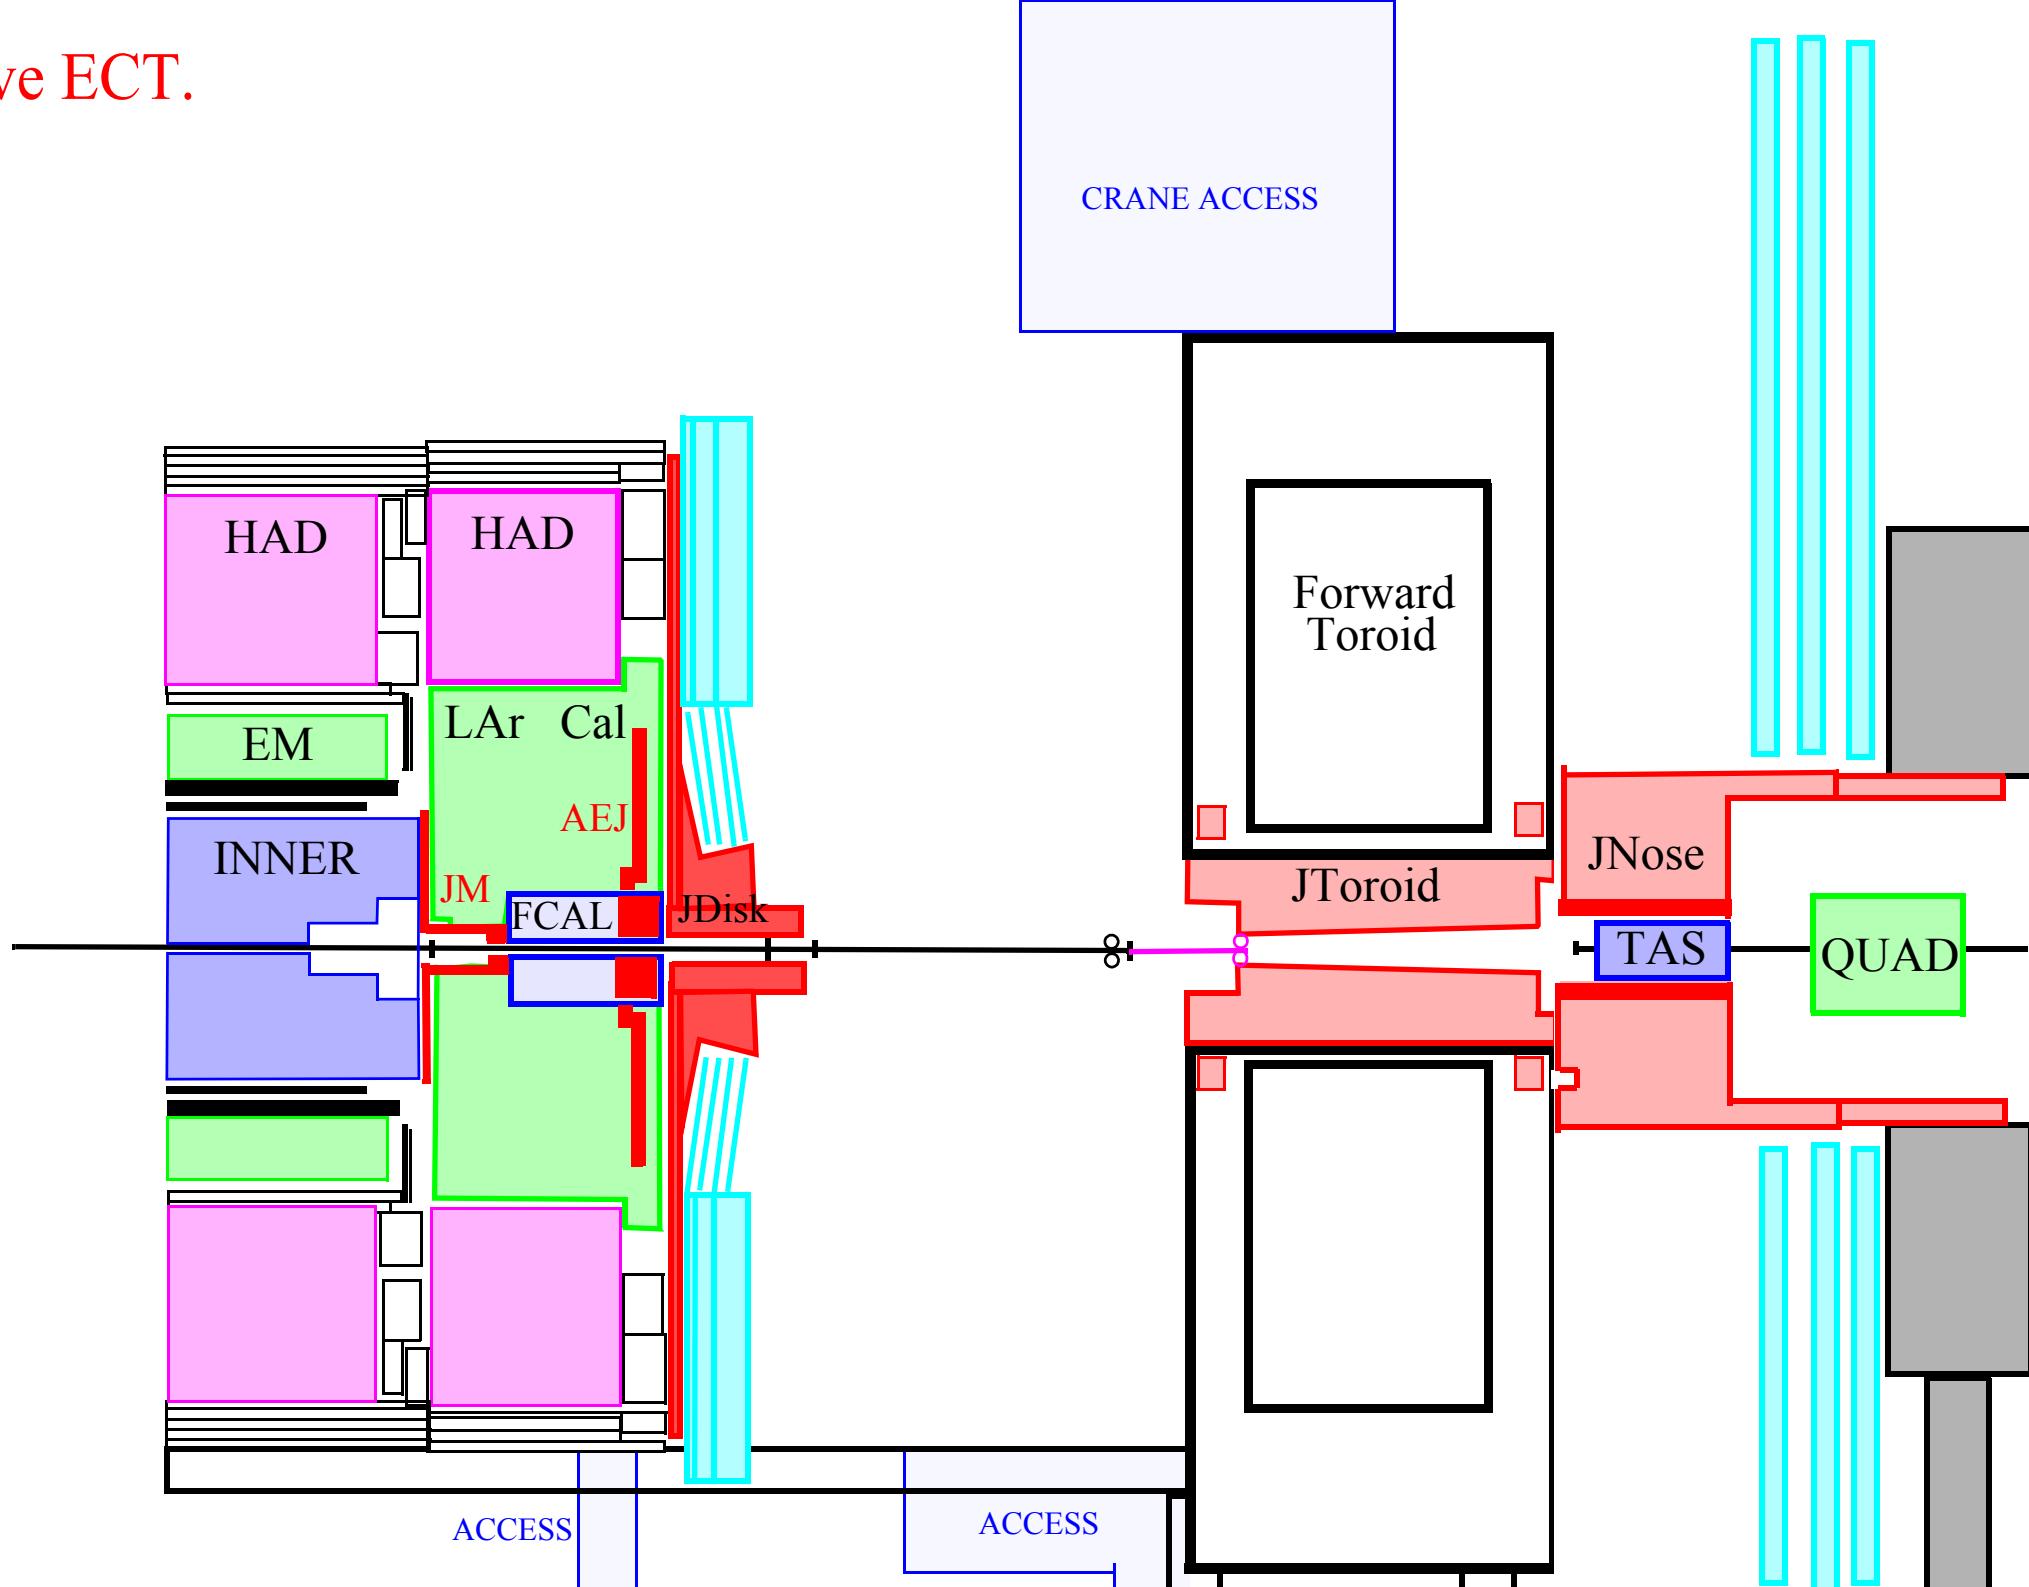 ve ECT.
CRANE ACCESS
HAD
HAD
Forward
Toroid
LAr Cal
EM
AEJ
INNER
JM
FCAL
JDisk
JToroid
JNose
TAS
QUAD
ACCESS
ACCESS